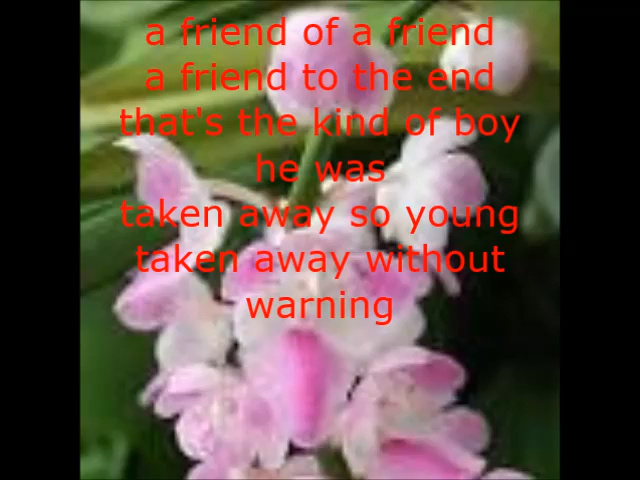 a friend of a friend
a friend to the end
that's the kind of boy
he was
taken away so young
taken away without
warning